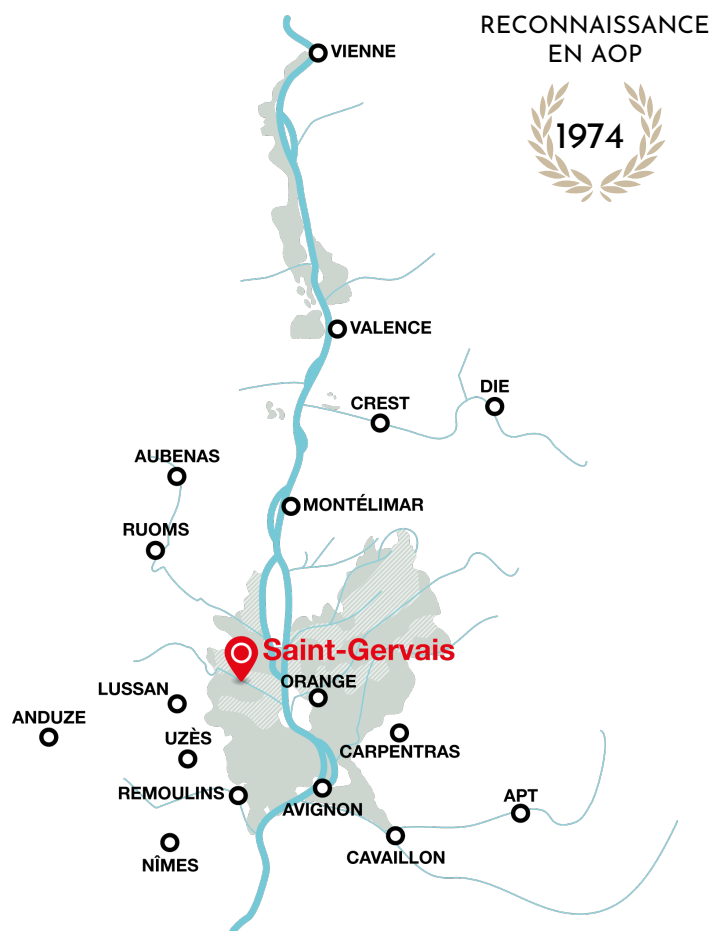 RECONNAISSANCE
EN AOP
1974
VIENNE
VALENCE
DIE
CREST
AUBENAS
MONTÉLIMAR
RUOMS
Saint-Gervais
ORANGE
LUSSAN
ANDUZE
UZÈS
CARPENTRAS
REMOULINS
AVIGNON
APT
CAVAILLON
NÎMES